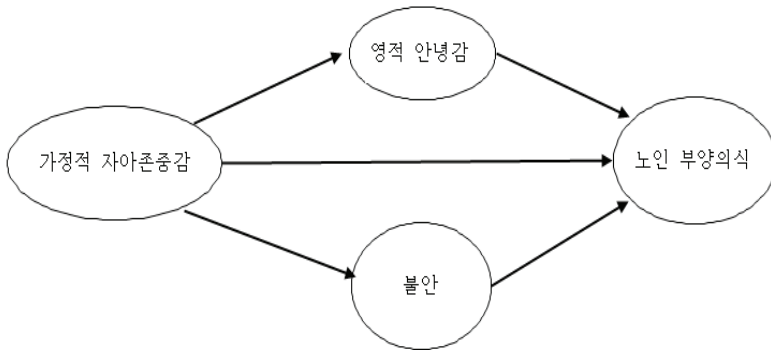 영적 안녕감
가정적 자아존중감
노인 부양의식
불안